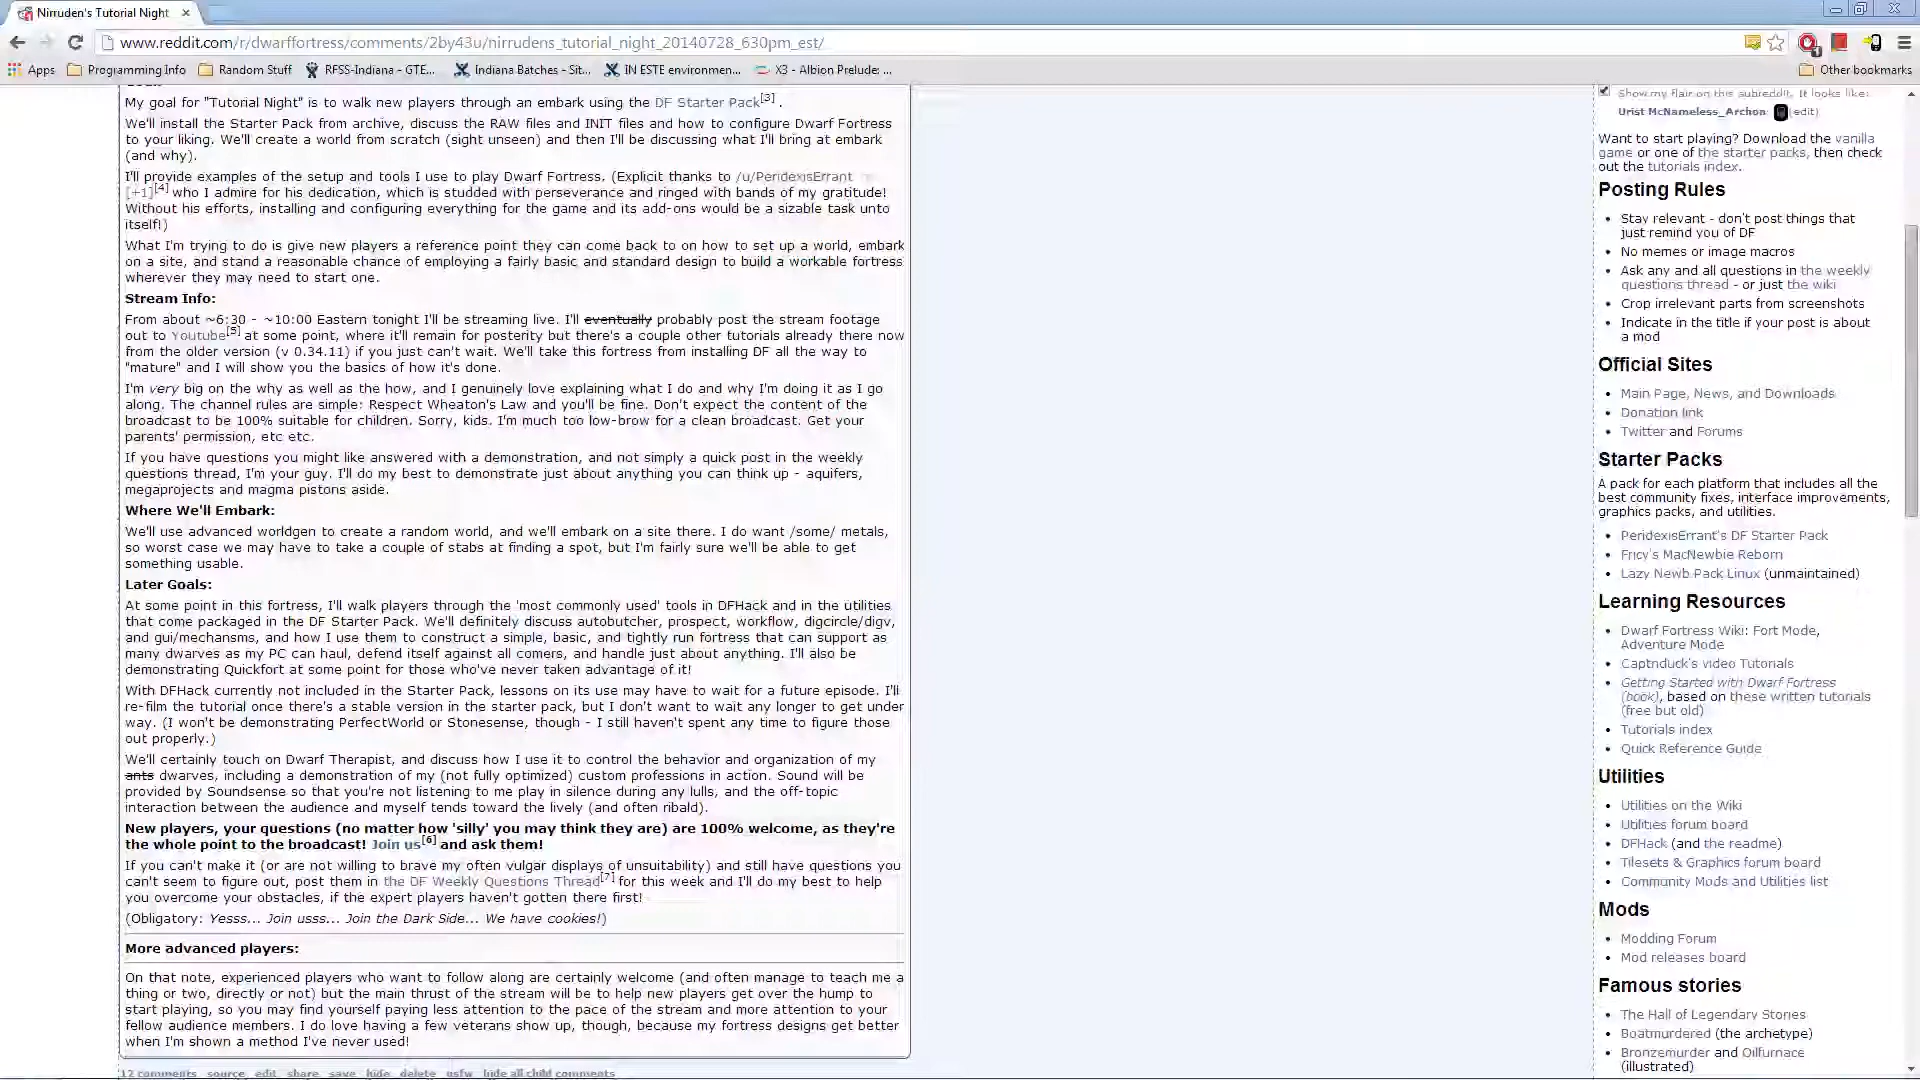 Nirruden's Tutorial Night
www.reddit.com/r/dwarffortress/comments/2by43u/nirrudens_tutorial_night_20140728_630pm_est/
Apps Programming Info Random Stuff RFSS-Indiana - GTE... Indiana Batches - Sit... IN ESTE environmen... X3 - Albion Prelude: ... Other bookmarks
My goal for "Tutorial Night" is to walk new players through an embark using the DF Starter Pack[3] .
We'll install the Starter Pack from archive, discuss the RAW files and INIT files and how to configure Dwarf Fortress
to your liking. We'll create a world from scratch (sight unseen) and then I'll be discussing what I'll bring at embark
(and why).
I'll provide examples of the setup and tools I use to play Dwarf Fortress. (Explicit thanks to /u/PeridexisErrant
[+1][4] who I admire for his dedication, which is studded with perseverance and ringed with bands of my gratitude!
Without his efforts, installing and configuring everything for the game and its add-ons would be a sizable task unto
itself!)
What I'm trying to do is give new players a reference point they can come back to on how to set up a world, embark
on a site, and stand a reasonable chance of employing a fairly basic and standard design to build a workable fortress
wherever they may need to start one.
Stream Info:
From about ~6:30 - ~10:00 Eastern tonight I'll be streaming live. I'll eventually probably post the stream footage
out to Youtube[5] at some point, where it'll remain for posterity but there's a couple other tutorials already there now
from the older version (v 0.34.11) if you just can't wait. We'll take this fortress from installing DF all the way to
"mature" and I will show you the basics of how it's done.
I'm very big on the why as well as the how, and I genuinely love explaining what I do and why I'm doing it as I go
along. The channel rules are simple: Respect Wheaton's Law and you'll be fine. Don't expect the content of the
broadcast to be 100% suitable for children. Sorry, kids. I'm much too low-brow for a clean broadcast. Get your
parents' permission, etc etc.
If you have questions you might like answered with a demonstration, and not simply a quick post in the weekly
questions thread, I'm your guy. I'll do my best to demonstrate just about anything you can think up - aquifers,
megaprojects and magma pistons aside.
Where We'll Embark:
We'll use advanced worldgen to create a random world, and we'll embark on a site there. I do want /some/ metals,
so worst case we may have to take a couple of stabs at finding a spot, but I'm fairly sure we'll be able to get
something usable.
Later Goals:
At some point in this fortress, I'll walk players through the 'most commonly used' tools in DFHack and in the utilities
that come packaged in the DF Starter Pack. We'll definitely discuss autobutcher, prospect, workflow, digcircle/digv,
and gui/mechansms, and how I use them to construct a simple, basic, and tightly run fortress that can support as
many dwarves as my PC can haul, defend itself against all comers, and handle just about anything. I'll also be
demonstrating Quickfort at some point for those who've never taken advantage of it!
With DFHack currently not included in the Starter Pack, lessons on its use may have to wait for a future episode. I'll
re-film the tutorial once there's a stable version in the starter pack, but I don't want to wait any longer to get under
way. (I won't be demonstrating PerfectWorld or Stonesense, though - I still haven't spent any time to figure those
out properly.)
We'll certainly touch on Dwarf Therapist, and discuss how I use it to control the behavior and organization of my
ants dwarves, including a demonstration of my (not fully optimized) custom professions in action. Sound will be
provided by Soundsense so that you're not listening to me play in silence during any lulls, and the off-topic
interaction between the audience and myself tends toward the lively (and often ribald).
New players, your questions (no matter how 'silly' you may think they are) are 100% welcome, as they're
the whole point to the broadcast! Join us[6] and ask them!
If you can't make it (or are not willing to brave my often vulgar displays of unsuitability) and still have questions you
can't seem to figure out, post them in the DF Weekly Questions Thread[7] for this week and I'll do my best to help
you overcome your obstacles, if the expert players haven't gotten there first!
(Obligatory: Yesss... Join usss... Join the Dark Side... We have cookies!)
More advanced players:
On that note, experienced players who want to follow along are certainly welcome (and often manage to teach me a
thing or two, directly or not) but the main thrust of the stream will be to help new players get over the hump to
start playing, so you may find yourself paying less attention to the pace of the stream and more attention to your
fellow audience members. I do love having a few veterans show up, though, because my fortress designs get better
when I'm shown a method I've never used!
12 comments source edit share save hide delete nsfw hide all child comments
Show my flair on this subreddit. It looks like:
Urist McNameless_Archon (edit)
Want to start playing? Download the vanilla
game or one of the starter packs, then check
out the tutorials index.
Posting Rules
Stay relevant - don't post things that
just remind you of DF
No memes or image macros
Ask any and all questions in the weekly
questions thread - or just the wiki
Crop irrelevant parts from screenshots
Indicate in the title if your post is about
a mod
Official Sites
Main Page, News, and Downloads
Donation link
Twitter and Forums
Starter Packs
A pack for each platform that includes all the
best community fixes, interface improvements,
graphics packs, and utilities.
PeridexisErrant's DF Starter Pack
Fricy's MacNewbie Reborn
Lazy Newb Pack Linux (unmaintained)
Learning Resources
Dwarf Fortress Wiki: Fort Mode,
Adventure Mode
Captnduck's video Tutorials
Getting Started with Dwarf Fortress
(book), based on these written tutorials
(free but old)
Tutorials index
Quick Reference Guide
Utilities
Utilities on the Wiki
Utilities forum board
DFHack (and the readme)
Tilesets & Graphics forum board
Community Mods and Utilities list
Mods
Modding Forum
Mod releases board
Famous stories
The Hall of Legendary Stories
Boatmurdered (the archetype)
Bronzemurder and Oilfurnace
(illustrated)